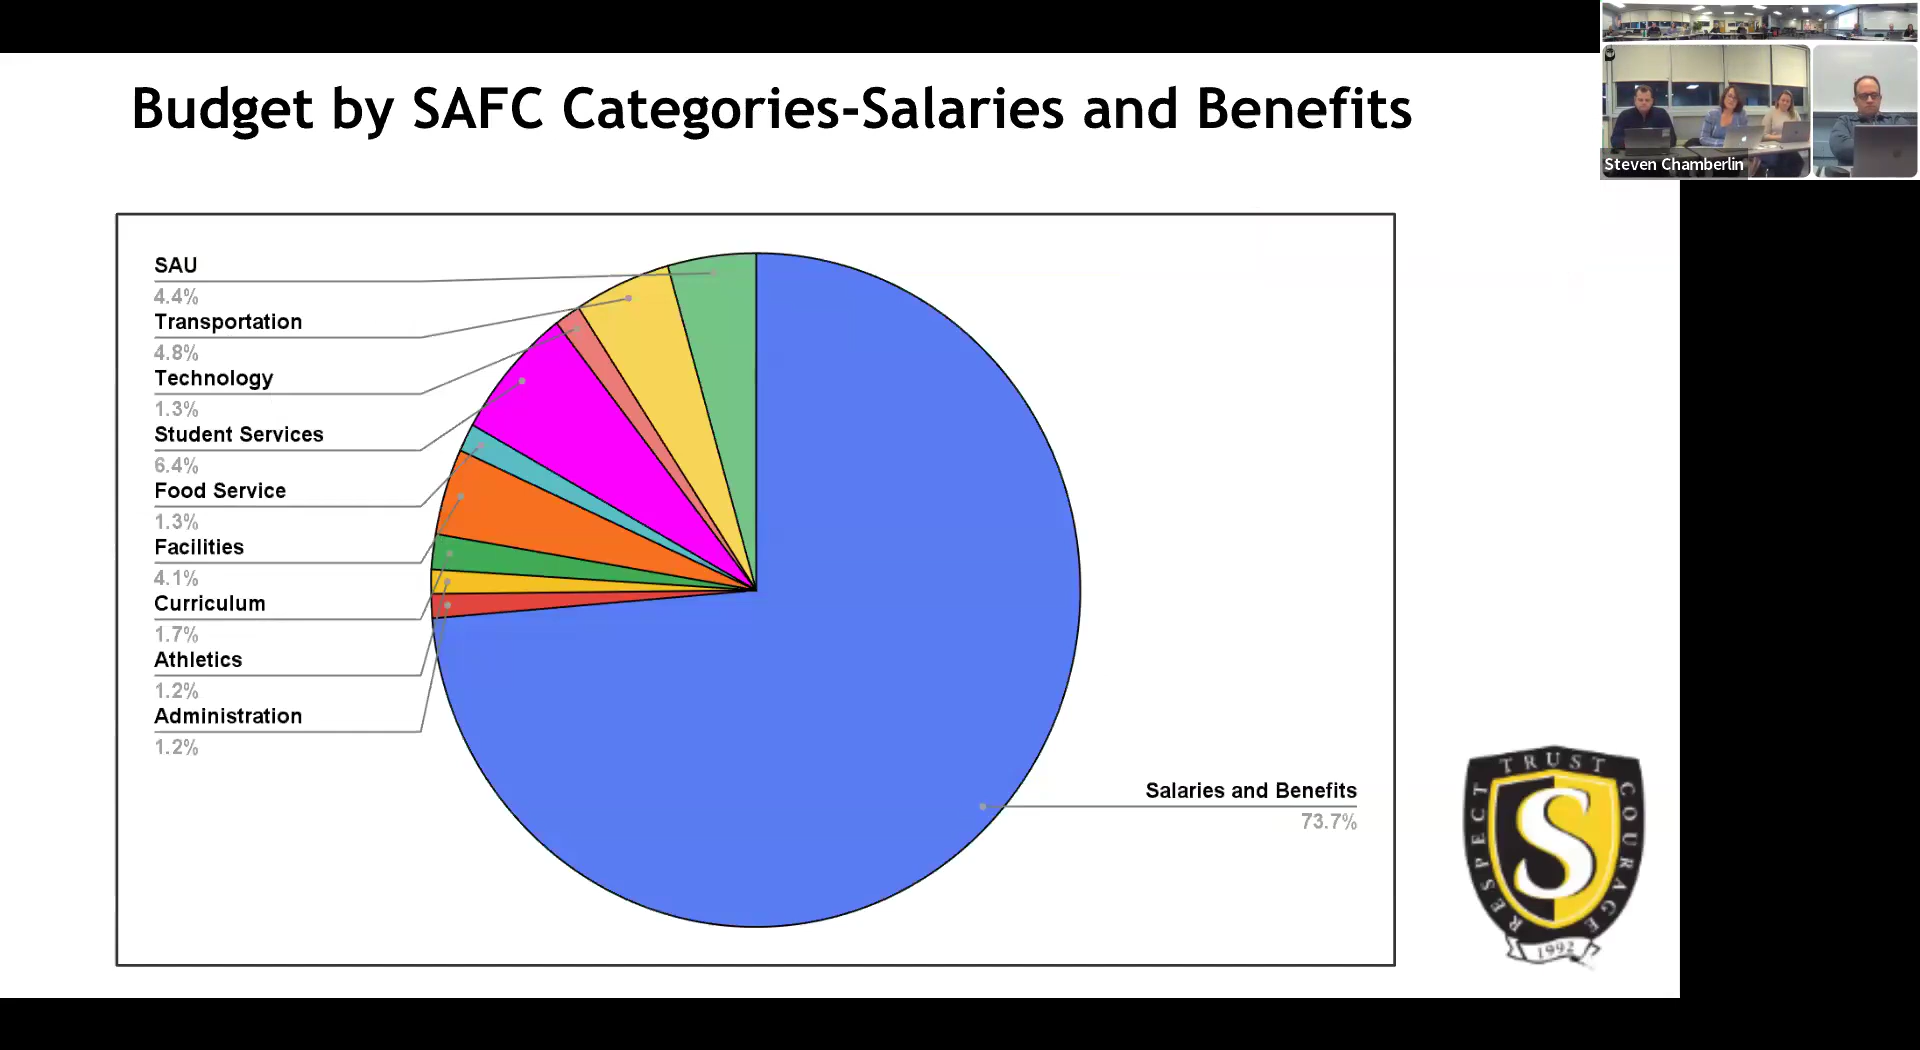 Budget by SAFC Categories-Salaries and Benefits
Steven Chamberlin
SAU
4.4%
Transportation
4.8%
Technology
1.3%
Student Services
6.4%
Food Service
1.3%
Facilities
4.1%
Curriculum
1.7%
Athletics
1.2%
Administration
1.2%
Salaries and Benefits
73.7%
TRUST
RESPECT
COURAGE
S
1992